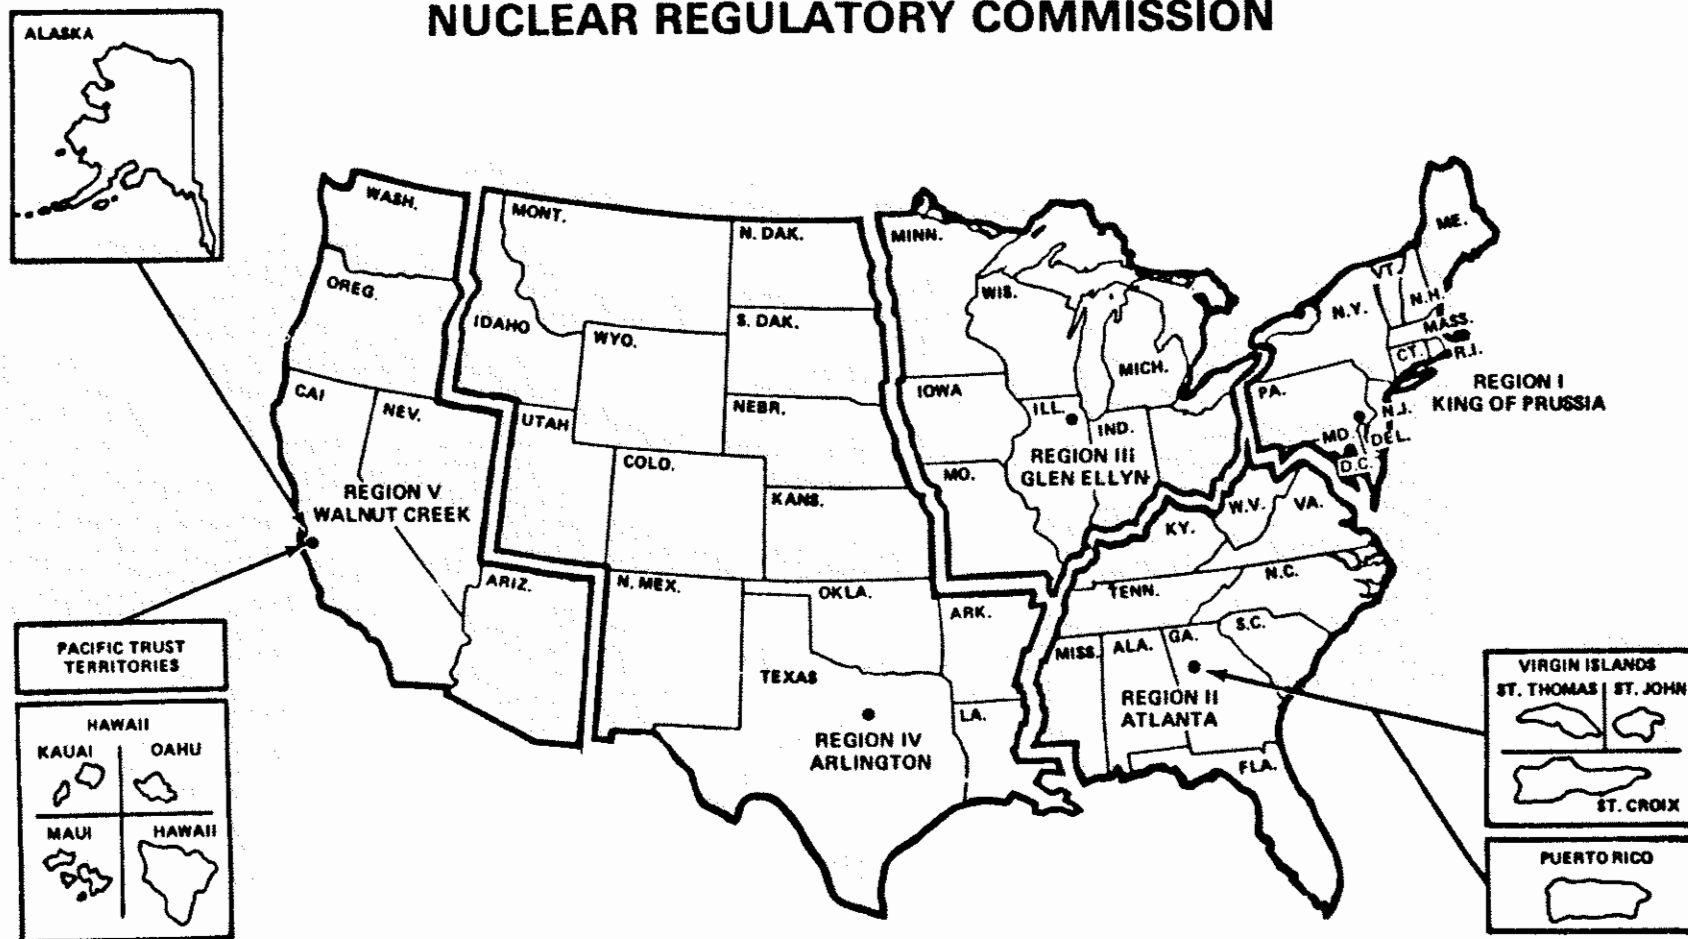 NUCLEAR REGULATORY COMMISSION
ALASKA
WASH.
MONT.
N. DAK.
MINN.
ME.
OREG.
IDAHO
WYO.
S. DAK.
WIS.
MICH.
VT.
N.H.
N.Y.
MASS.
CT.
R.I.
CAI
NEV.
UTAH
NEBR.
IOWA
ILL.
IND.
PA.
N.J.
MD.
DEL.
D.C.
REGION I
KING OF PRUSSIA
COLO.
KANS.
MO.
REGION III
GLEN ELLYN
KY.
W.V.
VA.
REGION V
WALNUT CREEK
ARIZ.
N. MEX.
OKLA.
ARK.
TENN.
N.C.
S.C.
MISS.
ALA.
GA.
TEXAS
LA.
REGION II
ATLANTA
REGION IV
ARLINGTON
FLA.
PACIFIC TRUST
TERRITORIES
HAWAII
KAUAI
OAHU
MAUI
HAWAII
VIRGIN ISLANDS
ST. THOMAS
ST. JOHN
ST. CROIX
PUERTO RICO